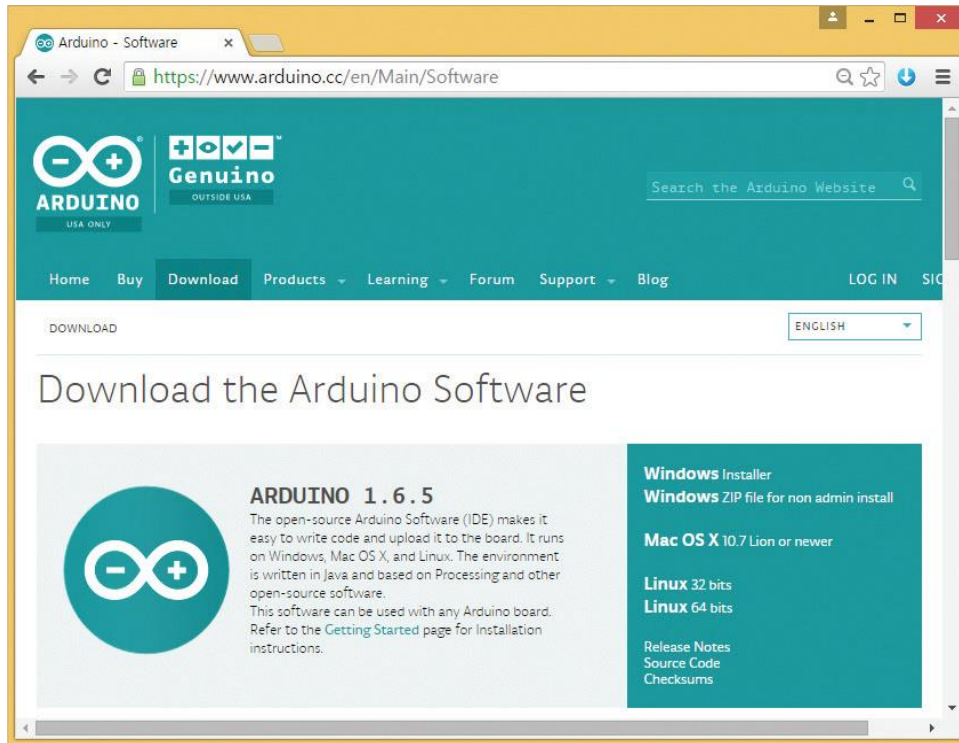 Arduino - Software
https://www.arduino.cc/en/Main/Software
ARDUINO
USA ONLY
Genuino
OUTSIDE USA
Search the Arduino Website
Home Buy Download Products Learning Forum Support Blog LOG IN SIG
DOWNLOAD
ENGLISH
Download the Arduino Software
ARDUINO 1.6.5
The open-source Arduino Software (IDE) makes it
easy to write code and upload it to the board. It runs
on Windows, Mac OS X, and Linux. The environment
is written in Java and based on Processing and other
open-source software.
This software can be used with any Arduino board.
Refer to the Getting Started page for Installation
instructions.
Windows Installer
Windows ZIP file for non admin install
Mac OS X 10.7 Lion or newer
Linux 32 bits
Linux 64 bits
Release Notes
Source Code
Checksums